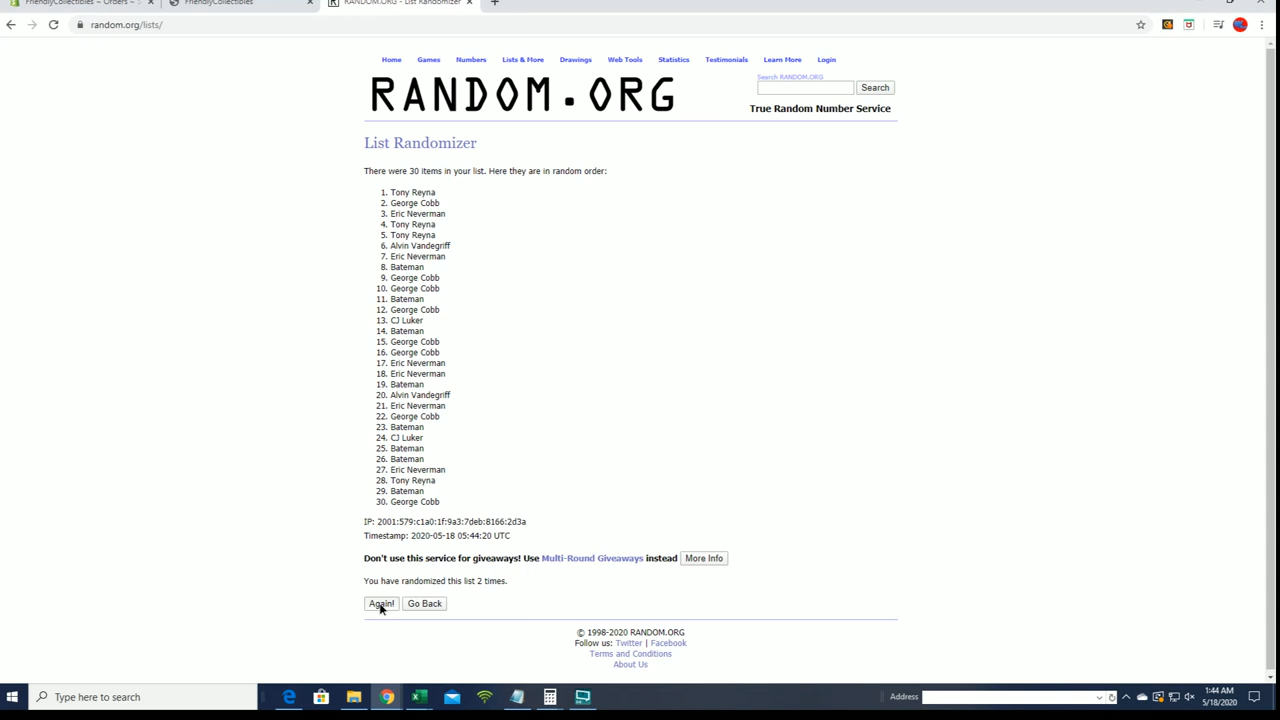 FriendlyCollectibles ~ Orders ~ S
FriendlyCollectibles
RANDOM.ORG - List Randomizer
random.org/lists/
Home Games Numbers Lists & More Drawings Web Tools Statistics Testimonials Learn More Login
RANDOM.ORG
Search RANDOM.ORG
Search
True Random Number Service
List Randomizer
There were 30 items in your list. Here they are in random order:
1. Tony Reyna
2. George Cobb
3. Eric Neverman
4. Tony Reyna
5. Tony Reyna
6. Alvin Vandegriff
7. Eric Neverman
8. Bateman
9. George Cobb
10. George Cobb
11. Bateman
12. George Cobb
13. CJ Luker
14. Bateman
15. George Cobb
16. George Cobb
17. Eric Neverman
18. Eric Neverman
19. Bateman
20. Alvin Vandegriff
21. Eric Neverman
22. George Cobb
23. Bateman
24. CJ Luker
25. Bateman
26. Bateman
27. Eric Neverman
28. Tony Reyna
29. Bateman
30. George Cobb
IP: 2001:579:c1a0:1f:9a3:7deb:8166:2d3a
Timestamp: 2020-05-18 05:44:20 UTC
Don't use this service for giveaways! Use Multi-Round Giveaways instead More Info
You have randomized this list 2 times.
Again! Go Back
© 1998-2020 RANDOM.ORG
Follow us: Twitter | Facebook
Terms and Conditions
About Us
Type here to search
Address
1:44 AM
5/18/2020